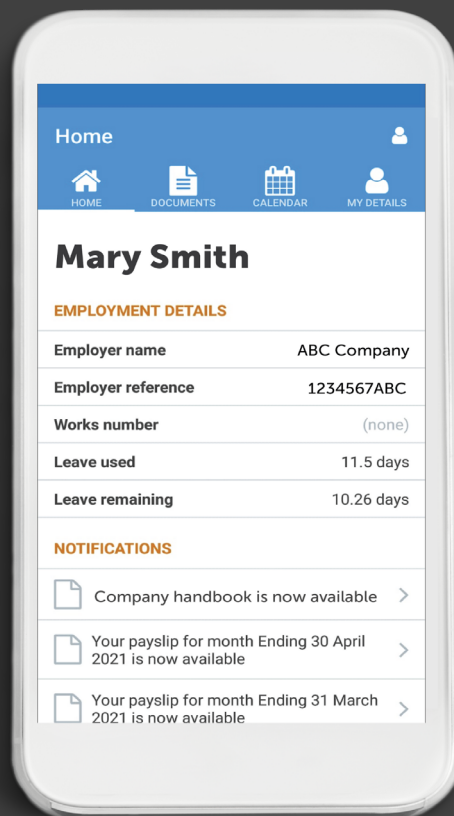 Home
HOME
DOCUMENTS
CALENDAR
MY DETAILS
Mary Smith
EMPLOYMENT DETAILS
Employer name ABC Company
Employer reference 1234567ABC
Works number (none)
Leave used 11.5 days
Leave remaining 10.26 days
NOTIFICATIONS
Company handbook is now available
Your payslip for month Ending 30 April
2021 is now available
Your payslip for month Ending 31 March
2021 is now available